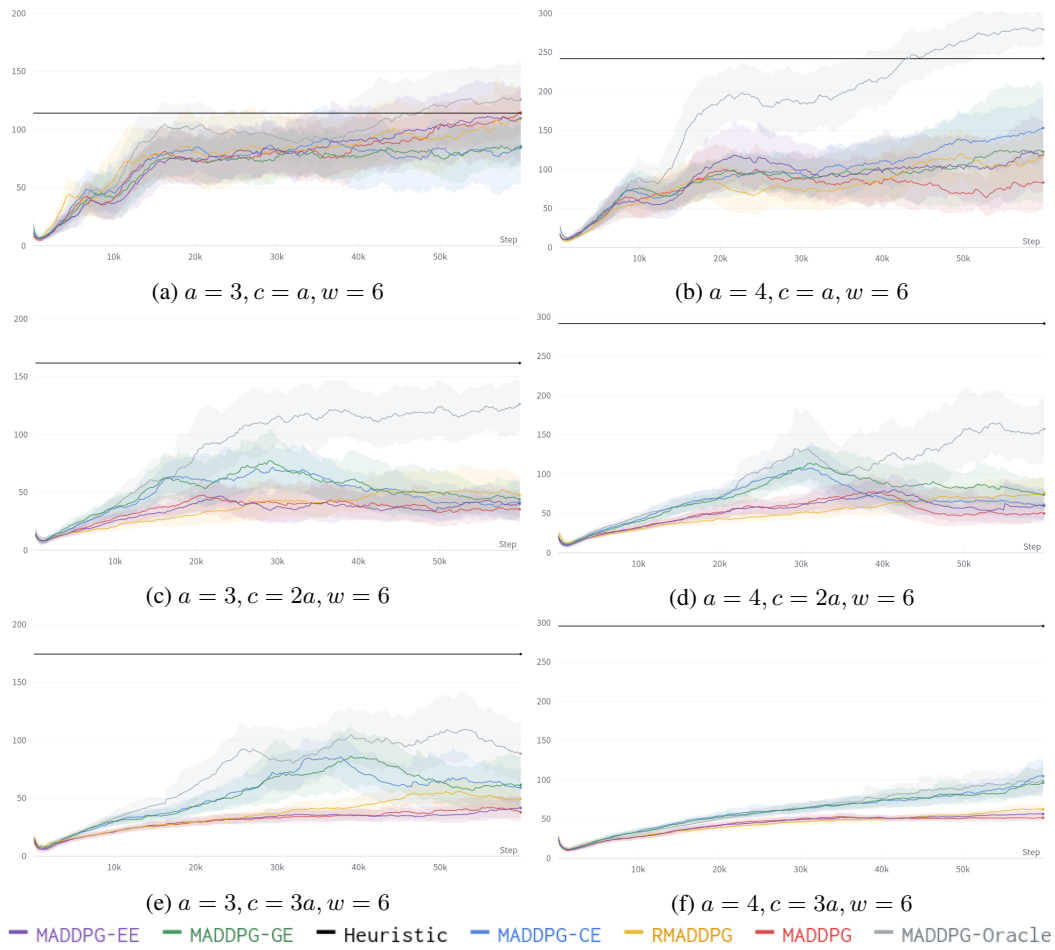 200
150
100
50
0
Step
10k 20k 30k 40k 50k
(a) a = 3, c = a, w = 6
300
250
200
150
100
50
0
Step
10k 20k 30k 40k 50k
(b) a = 4, c = a, w = 6
200
150
100
50
0
Step
10k 20k 30k 40k 50k
(c) a = 3, c = 2a, w = 6
300
250
200
150
100
50
0
Step
10k 20k 30k 40k 50k
(d) a = 4, c = 2a, w = 6
200
150
100
50
0
Step
10k 20k 30k 40k 50k
(e) a = 3, c = 3a, w = 6
300
250
200
150
100
50
0
Step
10k 20k 30k 40k 50k
(f) a = 4, c = 3a, w = 6
MADDPG-EE MADDPG-GE Heuristic MADDPG-CE RMADDPG MADDPG MADDPG-Oracle